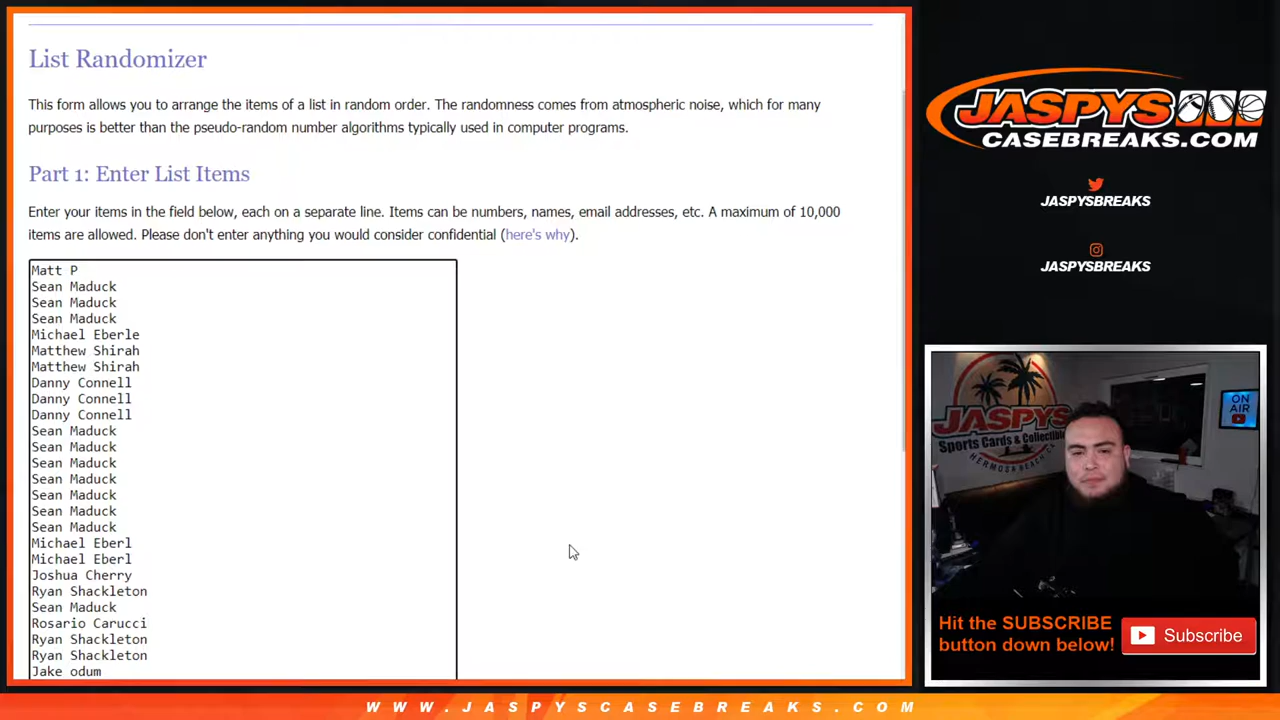 List Randomizer
This form allows you to arrange the items of a list in random order. The randomness comes from atmospheric noise, which for many
purposes is better than the pseudo-random number algorithms typically used in computer programs.
Part 1: Enter List Items
Enter your items in the field below, each on a separate line. Items can be numbers, names, email addresses, etc. A maximum of 10,000
items are allowed. Please don't enter anything you would consider confidential (here's why).
Matt P
Sean Maduck
Sean Maduck
Sean Maduck
Michael Eberle
Matthew Shirah
Matthew Shirah
Danny Connell
Danny Connell
Danny Connell
Sean Maduck
Sean Maduck
Sean Maduck
Sean Maduck
Sean Maduck
Sean Maduck
Sean Maduck
Michael Eberl
Michael Eberl
Joshua Cherry
Ryan Shackleton
Sean Maduck
Rosario Carucci
Ryan Shackleton
Ryan Shackleton
Jake odum
JASPYS
CASEBREAKS.COM
JASPYSBREAKS
JASPYSBREAKS
JASPYS
Sports Cards & Collectibles
HERMOSA BEACH, CA
ON
AIR
Hit the SUBSCRIBE
button down below!
Subscribe
WWW.JASPYSCASEBREAKS.COM